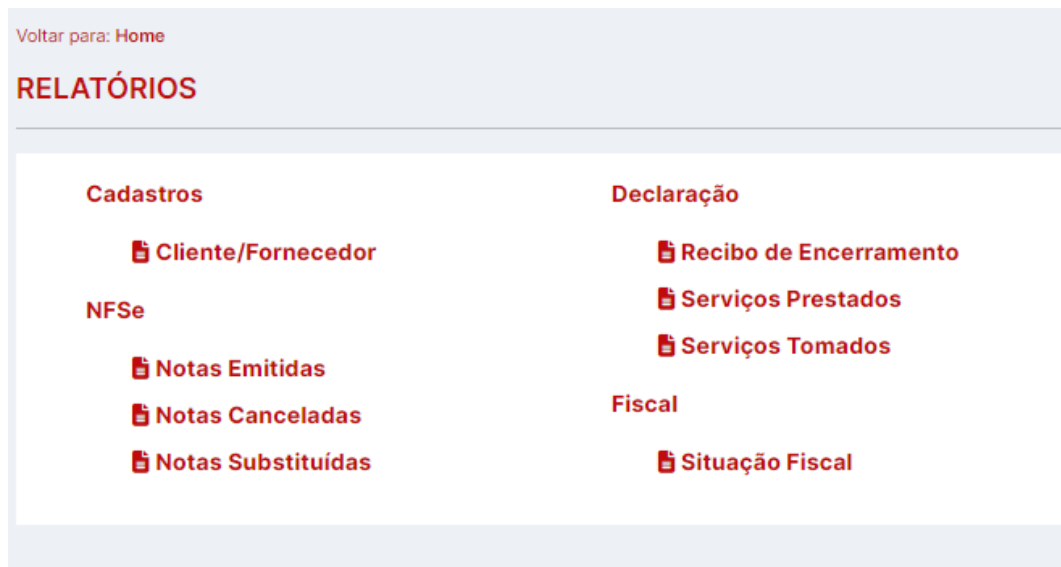 Voltar para: Home
RELATÓRIOS
Cadastros
Cliente/Fornecedor
NFSe
Notas Emitidas
Notas Canceladas
Notas Substituídas
Declaração
Recibo de Encerramento
Serviços Prestados
Serviços Tomados
Fiscal
Situação Fiscal